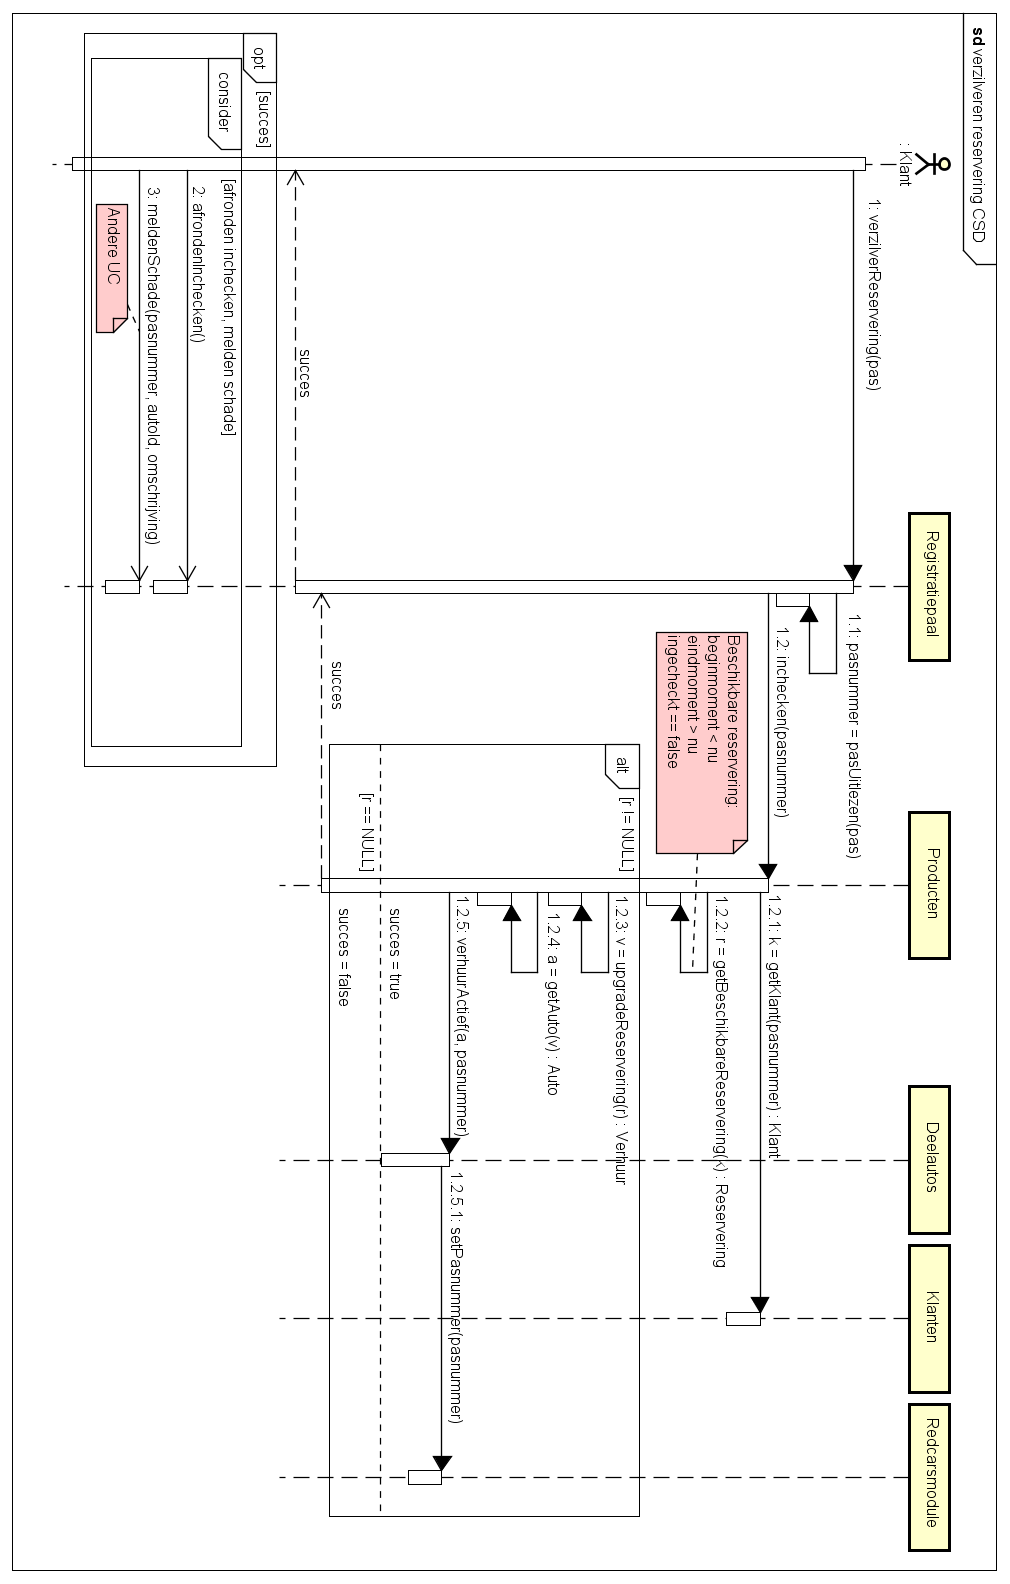 sd verzilveren reservering CSD
: Klant
Registratiepaal
Producten
Deelautos
Klanten
Redcarsmodule
1: verzilverReservering(pas)
1.1: pasnummer = pasUitlezen(pas)
1.2: inchecken(pasnummer)
1.2.1: k = getKlant(pasnummer) : Klant
Beschikbare reservering:
beginmoment < nu
eindmoment > nu
ingecheckt == false
1.2.2: r = getBeschikbareReservering(k) : Reservering
alt
[r != NULL]
1.2.3: v = upgradeReservering(r) : Verhuur
1.2.4: a = getAuto(v) : Auto
1.2.5: verhuurActief(a, pasnummer)
1.2.5.1: setPasnummer(pasnummer)
succes = true
[r == NULL]
succes = false
succes
succes
opt
[succes]
consider
[afronden inchecken, melden schade]
2: afrondenInchecken()
3: meldenSchade(pasnummer, autoId, omschrijving)
Andere UC